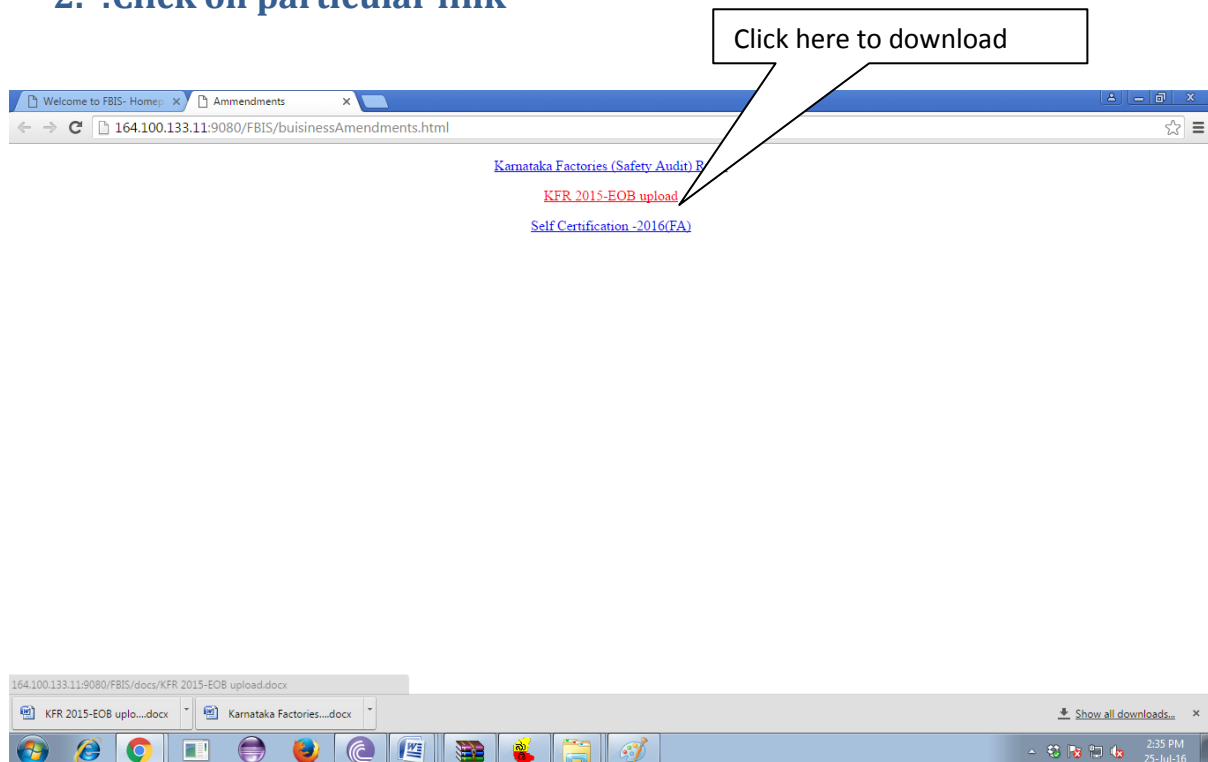 2. .Click on particular link
Click here to download
Welcome to FBIS- Homep
Ammendments
164.100.133.11:9080/FBIS/buisinessAmendments.html
Karnataka Factories (Safety Audit) R
KFR 2015-EOB upload
Self Certification -2016(FA)
164.100.133.11:9080/FBIS/docs/KFR 2015-EOB upload.docx
KFR 2015-EOB uplo....docx
Karnataka Factories....docx
Show all downloads...
2:35 PM
25-Jul-16